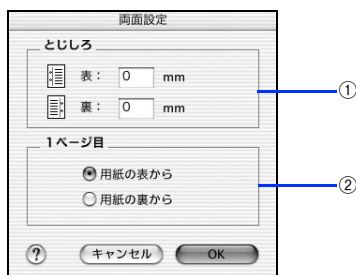 両面設定
とじしろ
表： 0 mm
裏： 0 mm
①
1ページ目
用紙の表から
用紙の裏から
②
? キャンセル OK